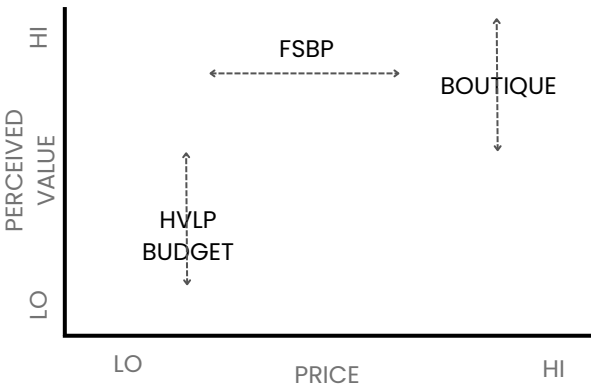 HI
FSBP
BOUTIQUE
PERCEIVED
VALUE
HVLP
BUDGET
LO
LO
PRICE
HI